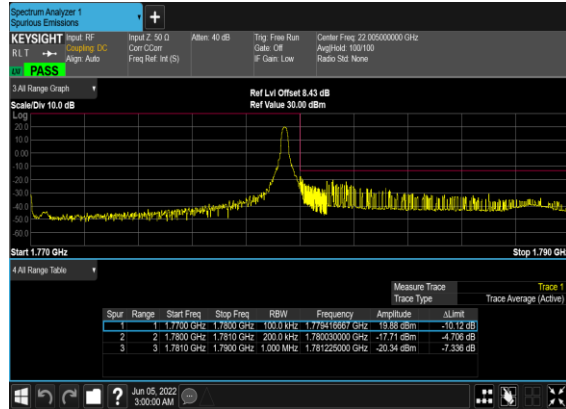 Spectrum Analyzer 1
Spurious Emissions
KEYSIGHT Input: RF Input Z: 50 Ω Atten: 40 dB Trig: Free Run Center Freq: 22.005000000 GHz
RLT Coupling: DC Corr CCorr Gate: Off Avg|Hold: 100/100
Align: Auto Freq Ref: Int (S) IF Gain: Low Radio Std: None
PASS
3 All Range Graph
Ref Lvl Offset 8.43 dB
Scale/Div 10.0 dB Ref Value 30.00 dBm
Log
20.0
10.0
0.00
-10.0
-20.0
-30.0
-40.0
-50.0
-60.0
Start 1.770 GHz Stop 1.790 GH
4 All Range Table
Measure Trace Trace 1
Trace Type Trace Average (Active)
Spur Range Start Freq Stop Freq RBW Frequency Amplitude ΔLimit
1 1 1.7700 GHz 1.7800 GHz 100.0 kHz 1.779416667 GHz 19.88 dBm -10.12 dB
2 2 1.7800 GHz 1.7810 GHz 200.0 kHz 1.780030000 GHz -17.71 dBm -4.706 dB
3 3 1.7810 GHz 1.7900 GHz 1.000 MHz 1.781225000 GHz -20.34 dBm -7.336 dB
? Jun 05, 2022
3:00:00 AM